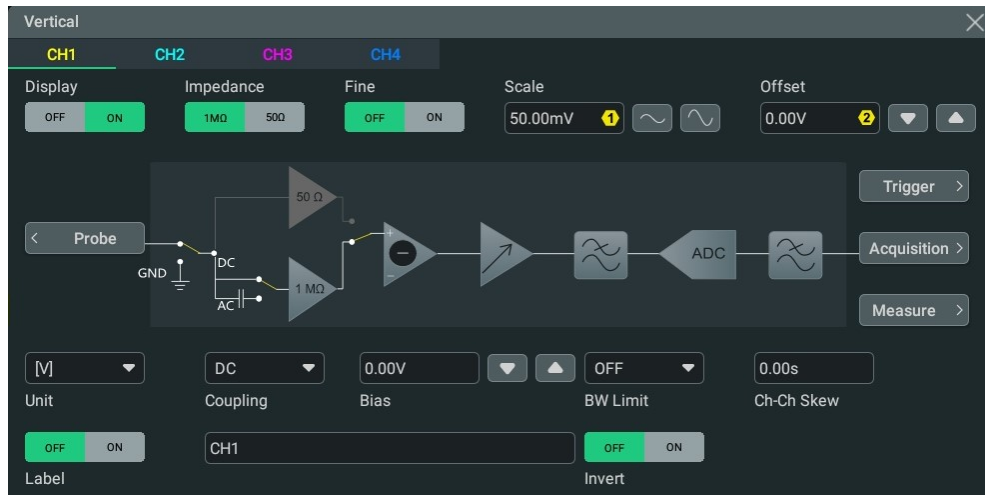 Vertical
CH1 CH2 CH3 CH4
Display Impedance Fine Scale Offset
OFF ON 1MΩ 50Ω OFF ON 50.00mV 1 0.00V 2
50 Ω
Trigger >
< Probe
DC
GND
GND
AC
1 MΩ
+
−
−
ADC
Acquisition >
Measure >
[V] DC 0.00V OFF 0.00s
Unit Coupling Bias BW Limit Ch-Ch Skew
OFF ON CH1 OFF ON
Label Invert